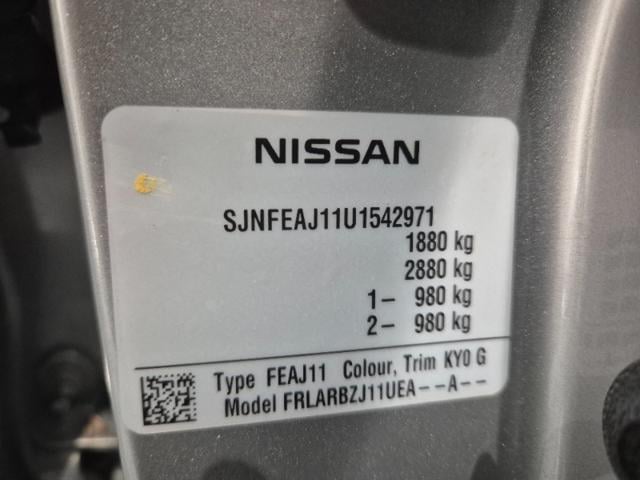 NISSAN
SJNFEAJ11U1542971
1880 kg
2880 kg
1- 980 kg
2- 980 kg
Type FEAJ11 Colour, Trim KY0 G
Model FRLARBZJ11UEA--A--